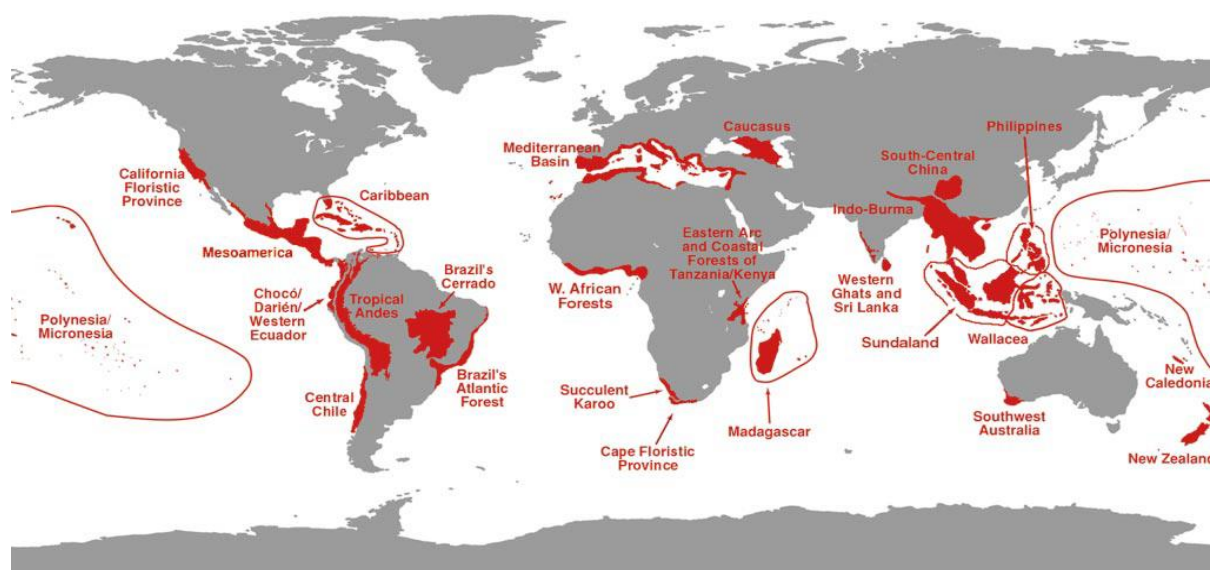 California
Floristic
Province
Caribbean
Mesoamerica
Polynesia/
Micronesia
Chocó/
Darién/
Western
Ecuador
Tropical
Andes
Brazil's
Cerrado
Brazil's
Atlantic
Forest
Central
Chile
Mediterranean
Basin
Caucasus
W. African
Forests
Eastern Arc
and Coastal
Forests of
Tanzania/Kenya
Succulent
Karoo
Cape Floristic
Province
Madagascar
Philippines
South-Central
China
Indo-Burma
Western
Ghats and
Sri Lanka
Sundaland
Wallacea
Polynesia/
Micronesia
New
Caledonia
Southwest
Australia
New Zealand